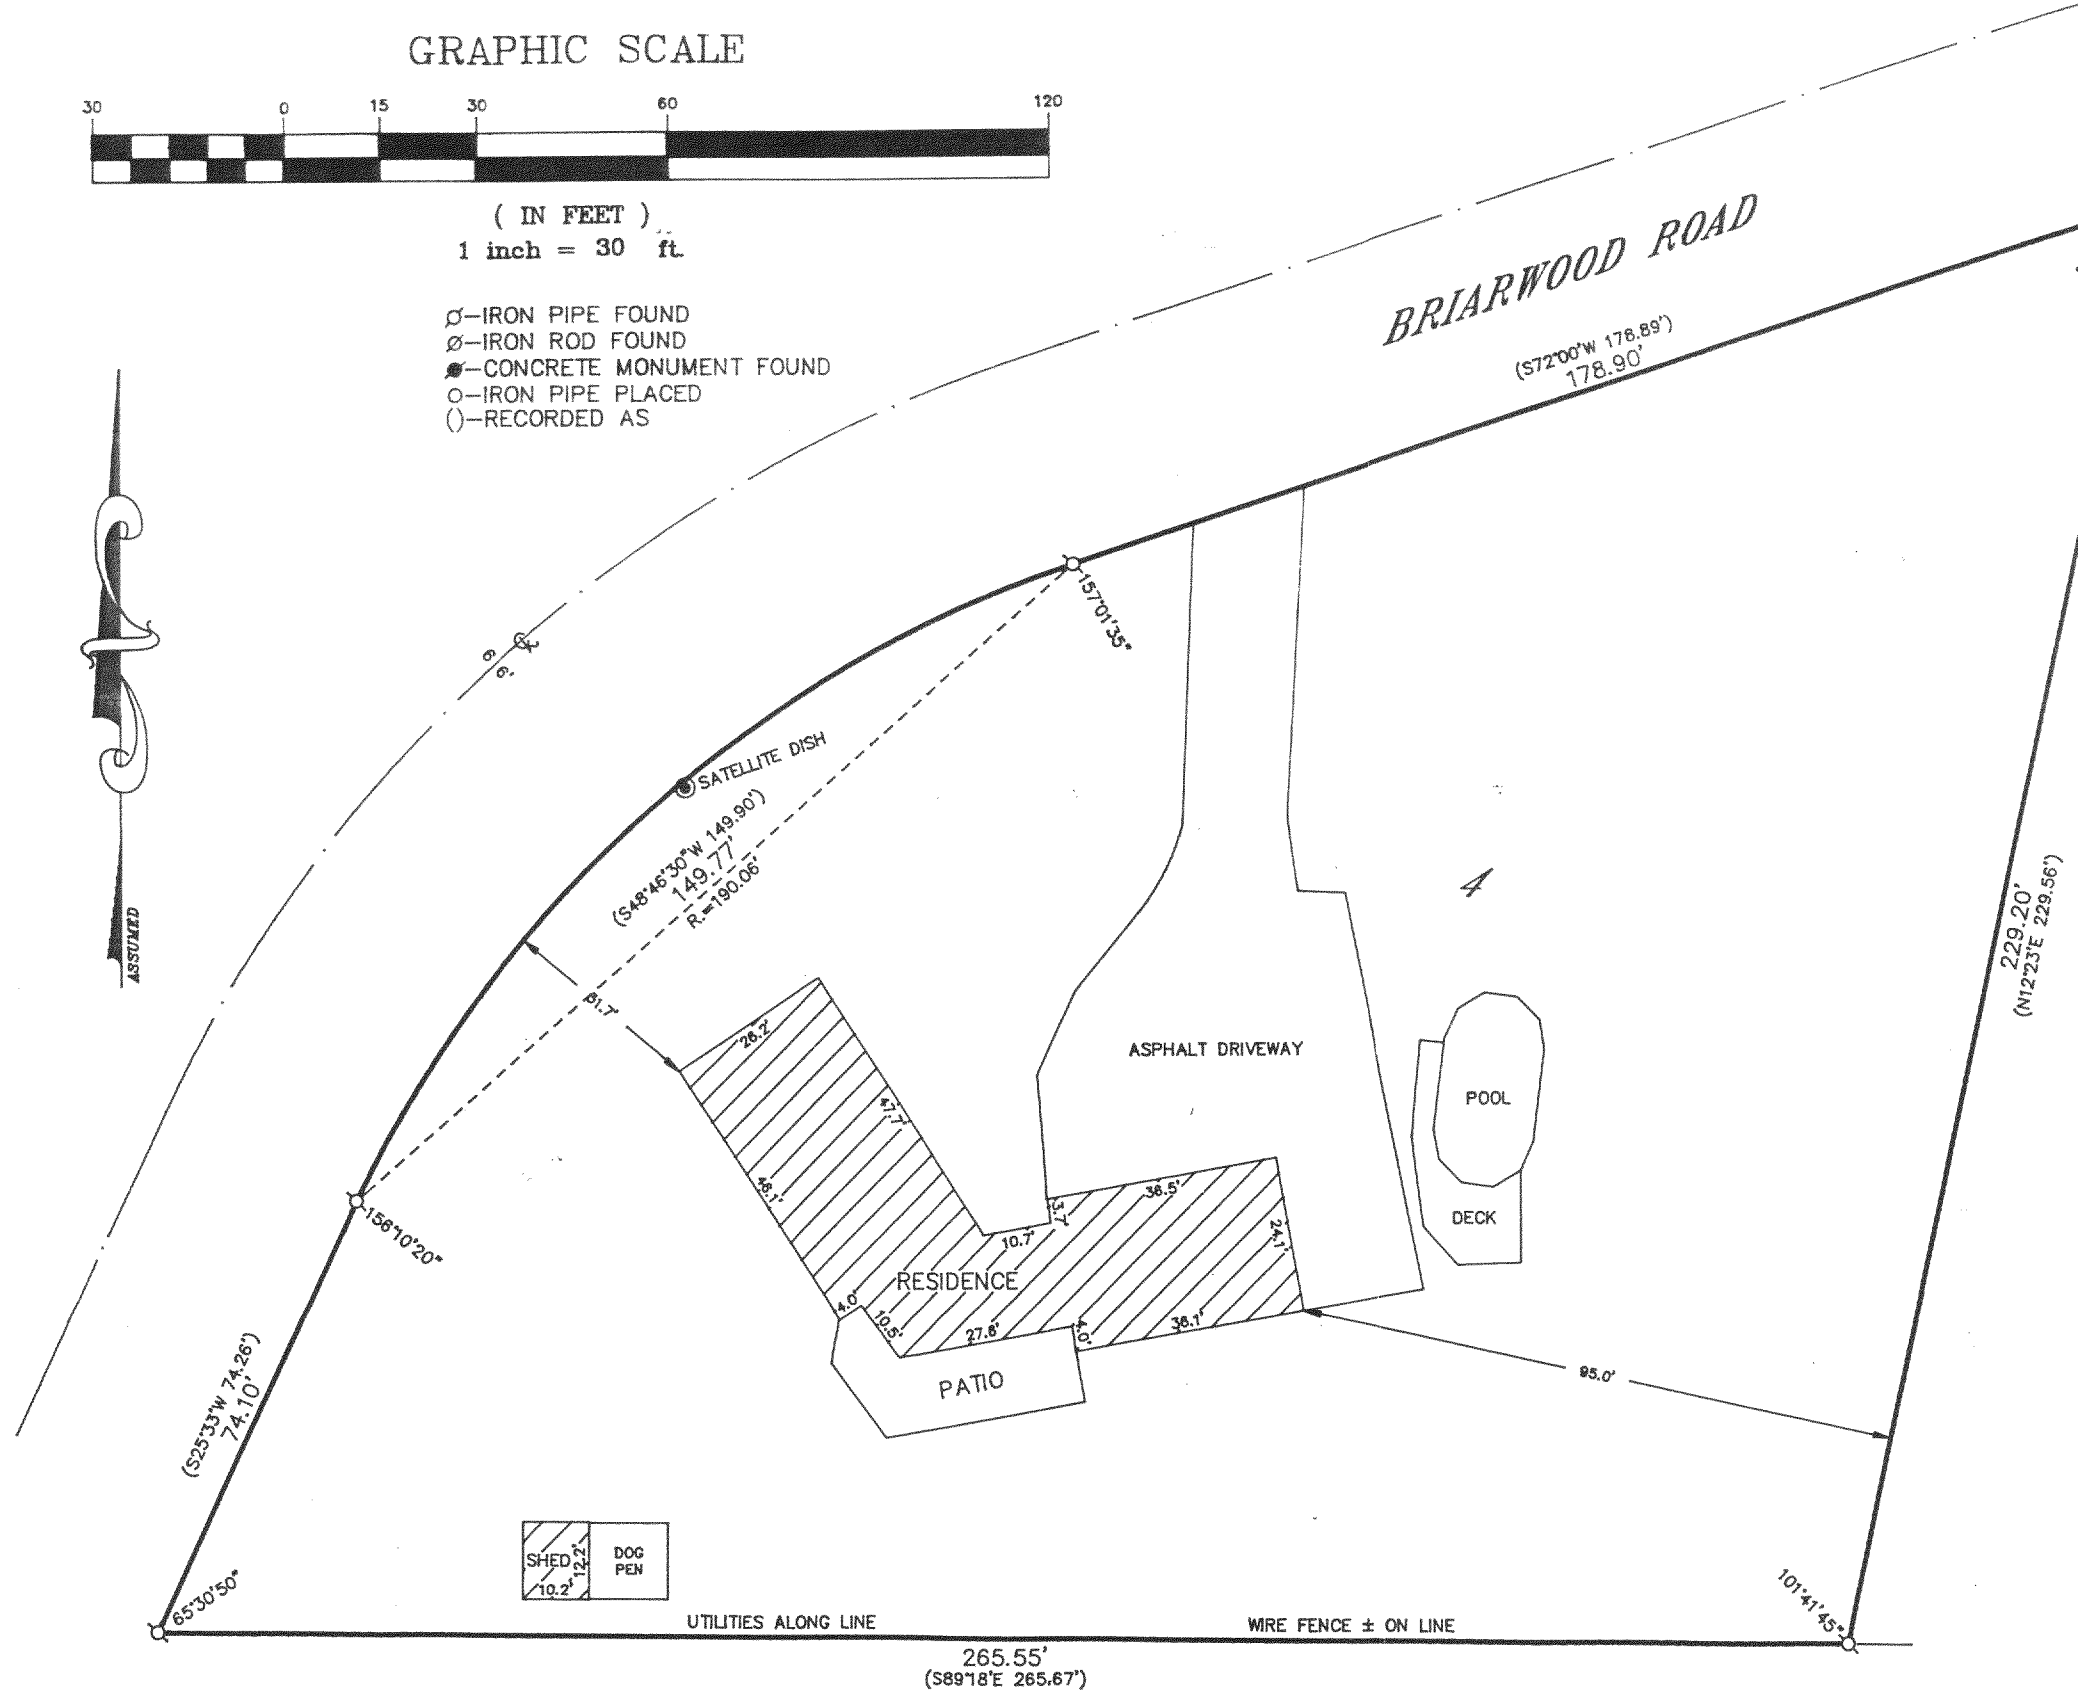 GRAPHIC SCALE
30 0 15 30 60 120
( IN FEET )
1 inch = 30 ft.
Ø-IRON PIPE FOUND
Ø-IRON ROD FOUND
-CONCRETE MONUMENT FOUND
O-IRON PIPE PLACED
()-RECORDED AS
BRIARWOOD ROAD
(S72°00'W 178.89')
178.90'
157°01'35"
66'
ASSUMED
SATELLITE DISH
(S48°46'30"W 149.90')
149.77'
R.=190.06'
4
229.20'
(N12°23'E 229.56')
61.7'
26.2'
47.7'
48.1'
ASPHALT DRIVEWAY
POOL
DECK
156°10'20"
36.5'
3.7'
10.7'
24.1'
RESIDENCE
4.0'
10.5'
27.6'
4.0'
36.1'
PATIO
95.0'
(S25°33'W 74.26')
74.10'
SHED
12.2'
10.2'
DOG
PEN
65°30'50"
101°41'45"
UTILITIES ALONG LINE
WIRE FENCE ± ON LINE
265.55'
(S89°18'E 265.67')